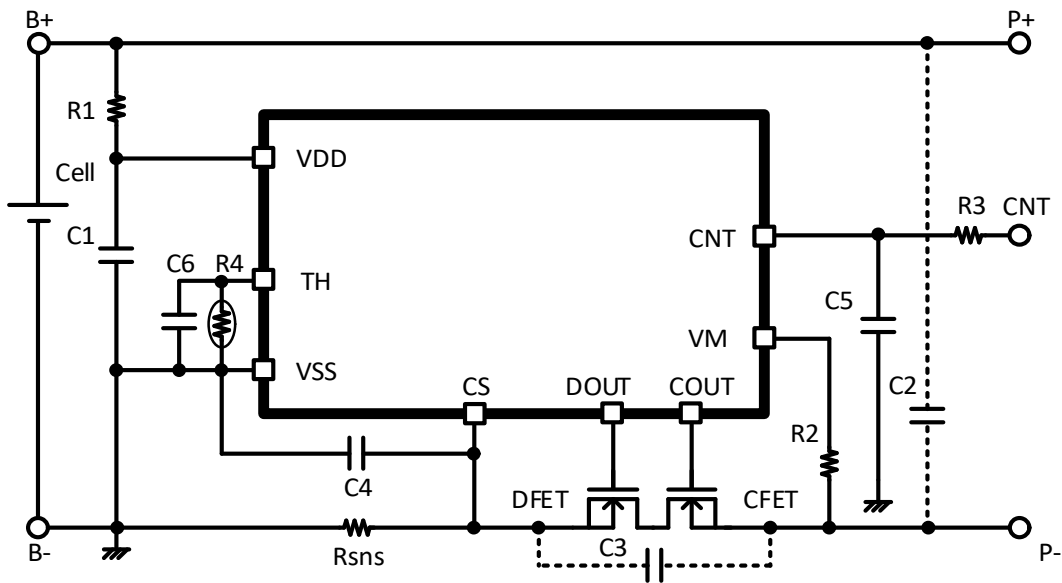 B+
P+
R1
VDD
Cell
R3
CNT
C1
CNT
C6
R4
TH
C5
VM
VSS
CS
DOUT
COUT
C2
R2
C4
DFET
CFET
B-
Rsns
C3
P-